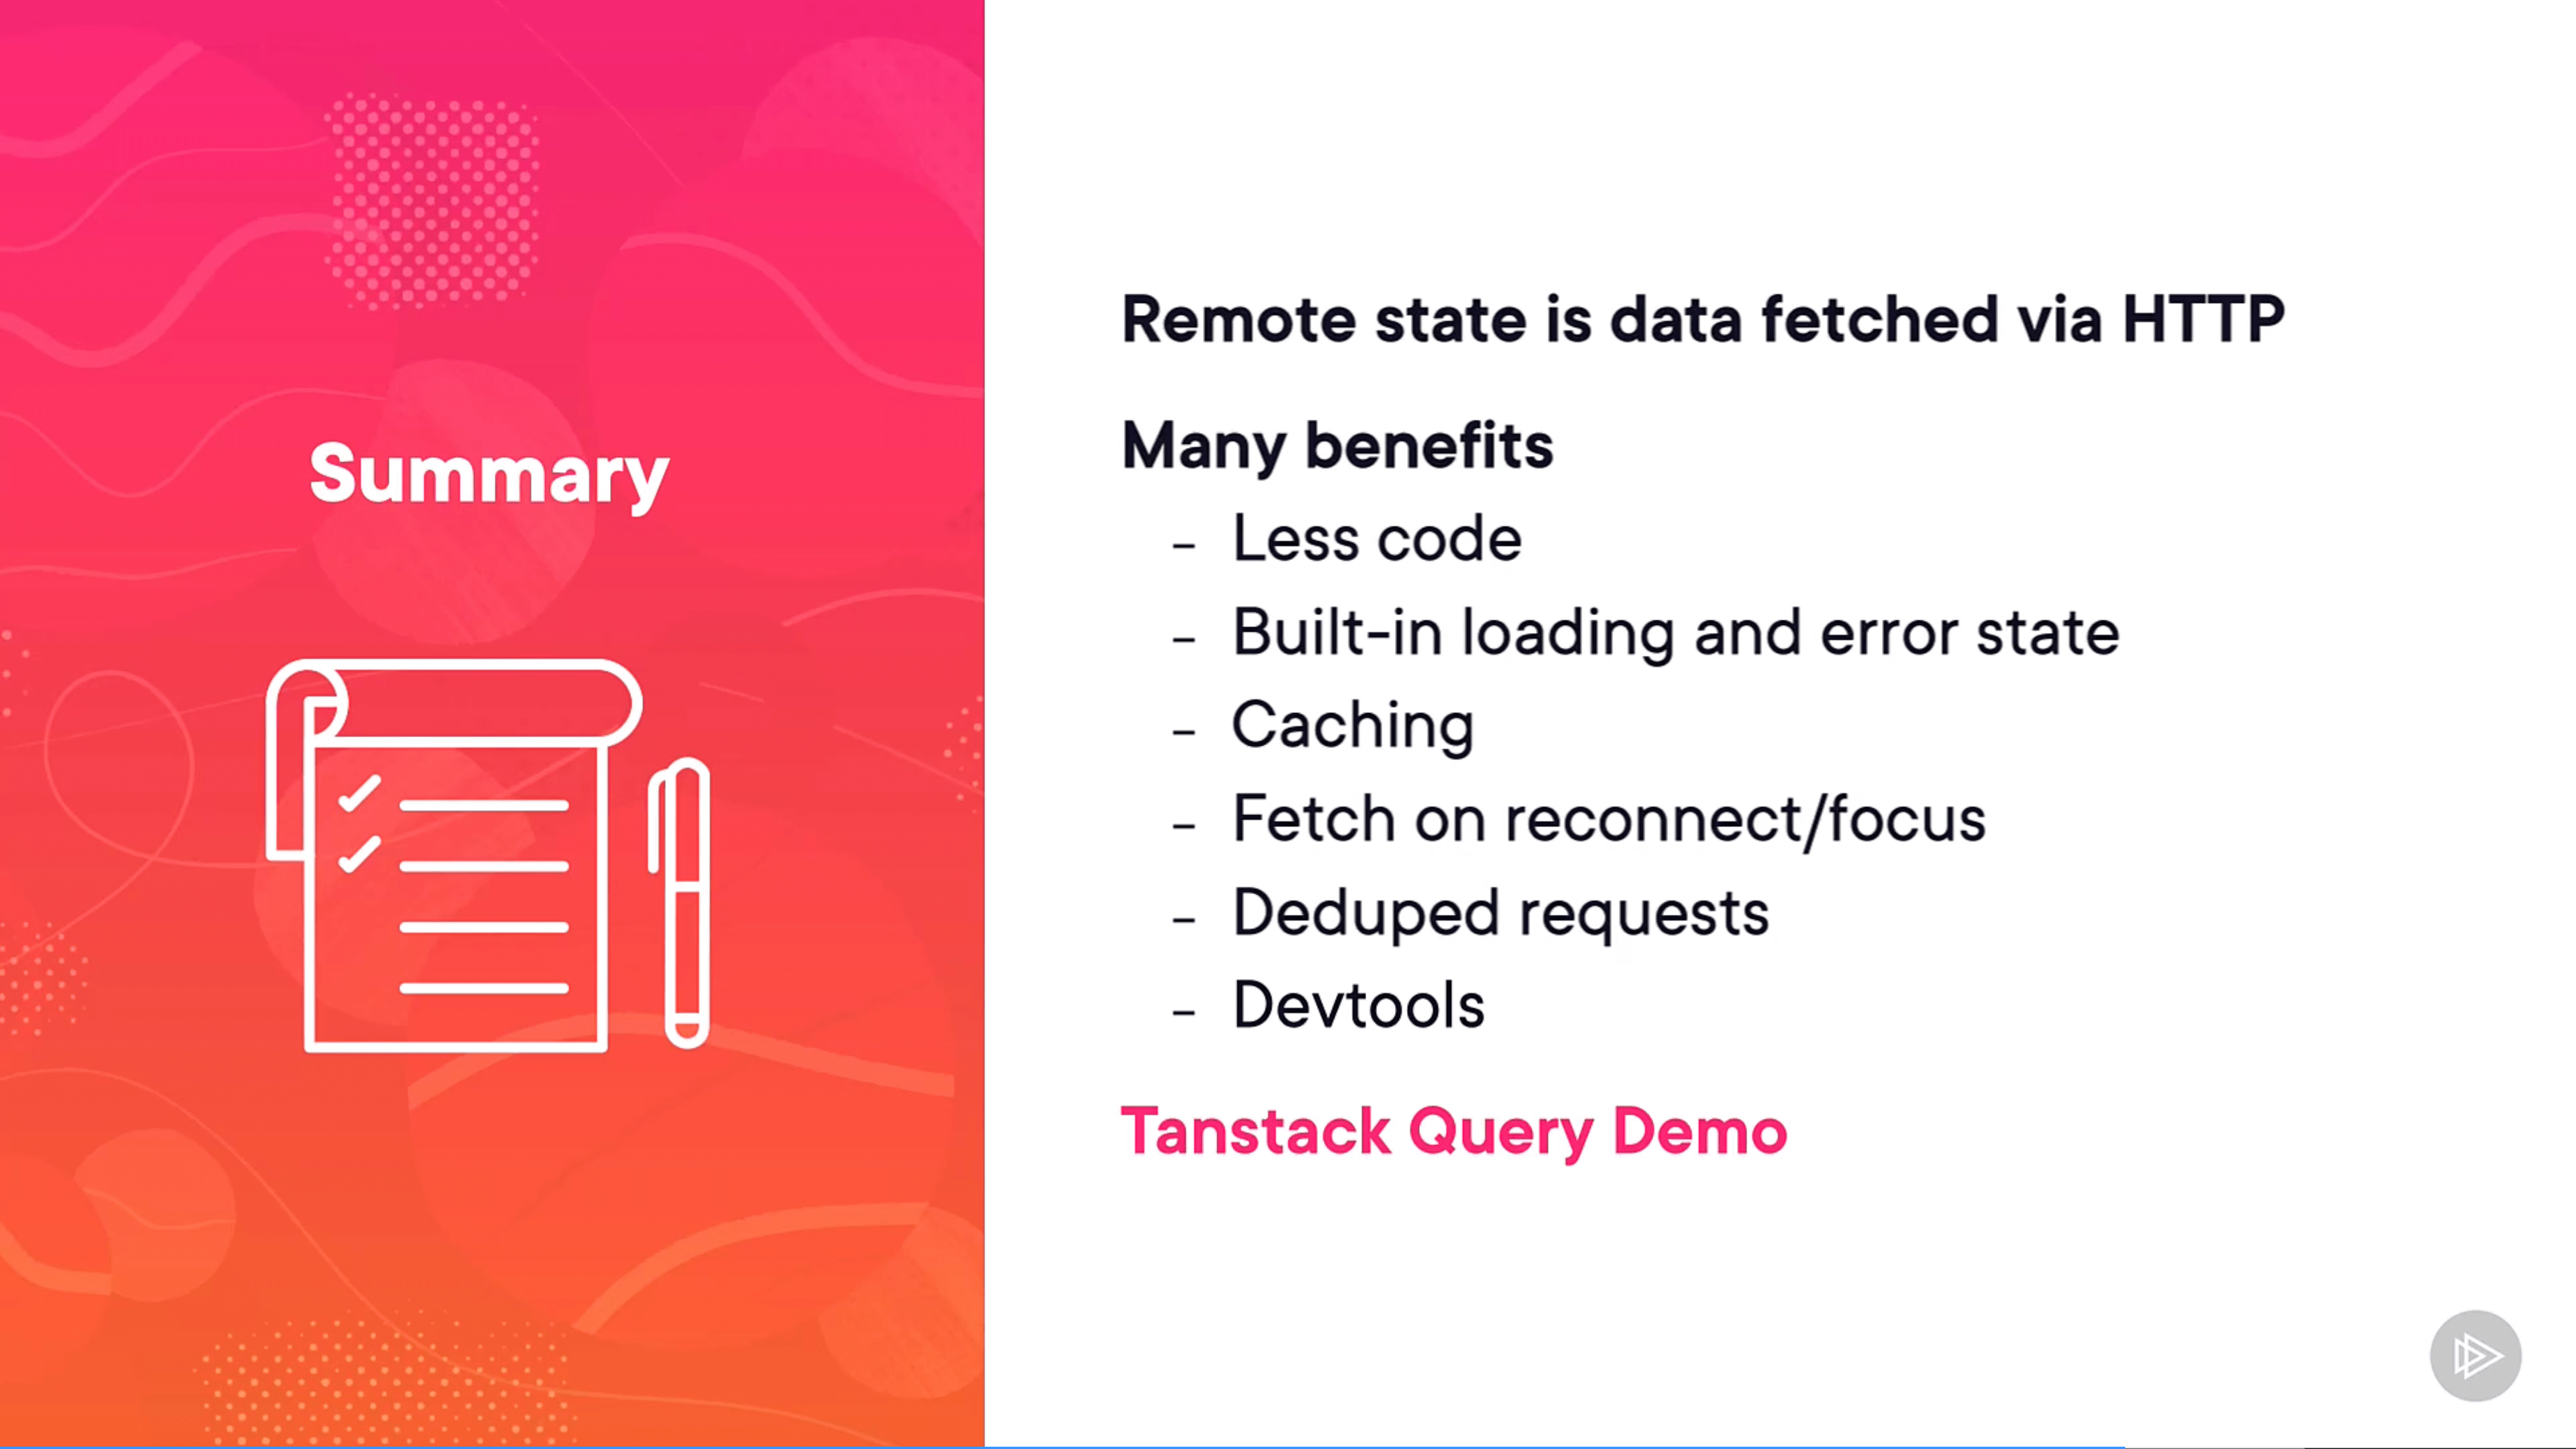 Summary
Remote state is data fetched via HTTP
Many benefits
– Less code
– Built-in loading and error state
– Caching
– Fetch on reconnect/focus
– Deduped requests
– Devtools
Tanstack Query Demo